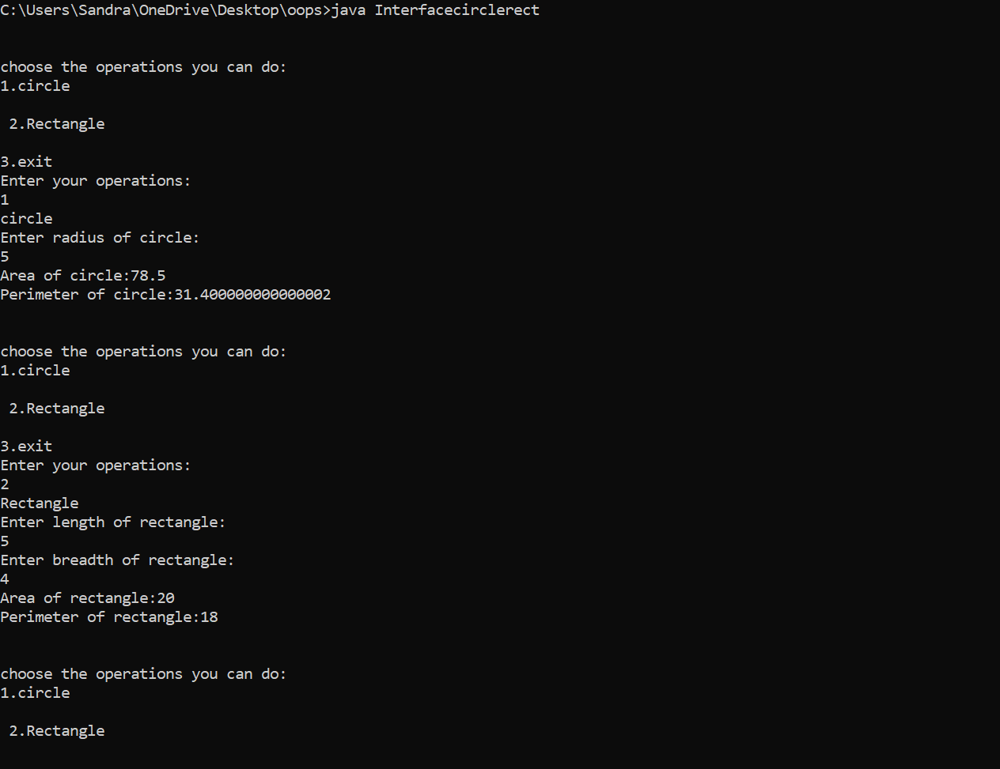 C:\Users\Sandra\OneDrive\Desktop\oops>java Interfacecirclerect
choose the operations you can do:
1.circle
2.Rectangle
3.exit
Enter your operations:
1
circle
Enter radius of circle:
5
Area of circle:78.5
Perimeter of circle:31.400000000000002
choose the operations you can do:
1.circle
2.Rectangle
3.exit
Enter your operations:
2
Rectangle
Enter length of rectangle:
5
Enter breadth of rectangle:
4
Area of rectangle:20
Perimeter of rectangle:18
choose the operations you can do:
1.circle
2.Rectangle